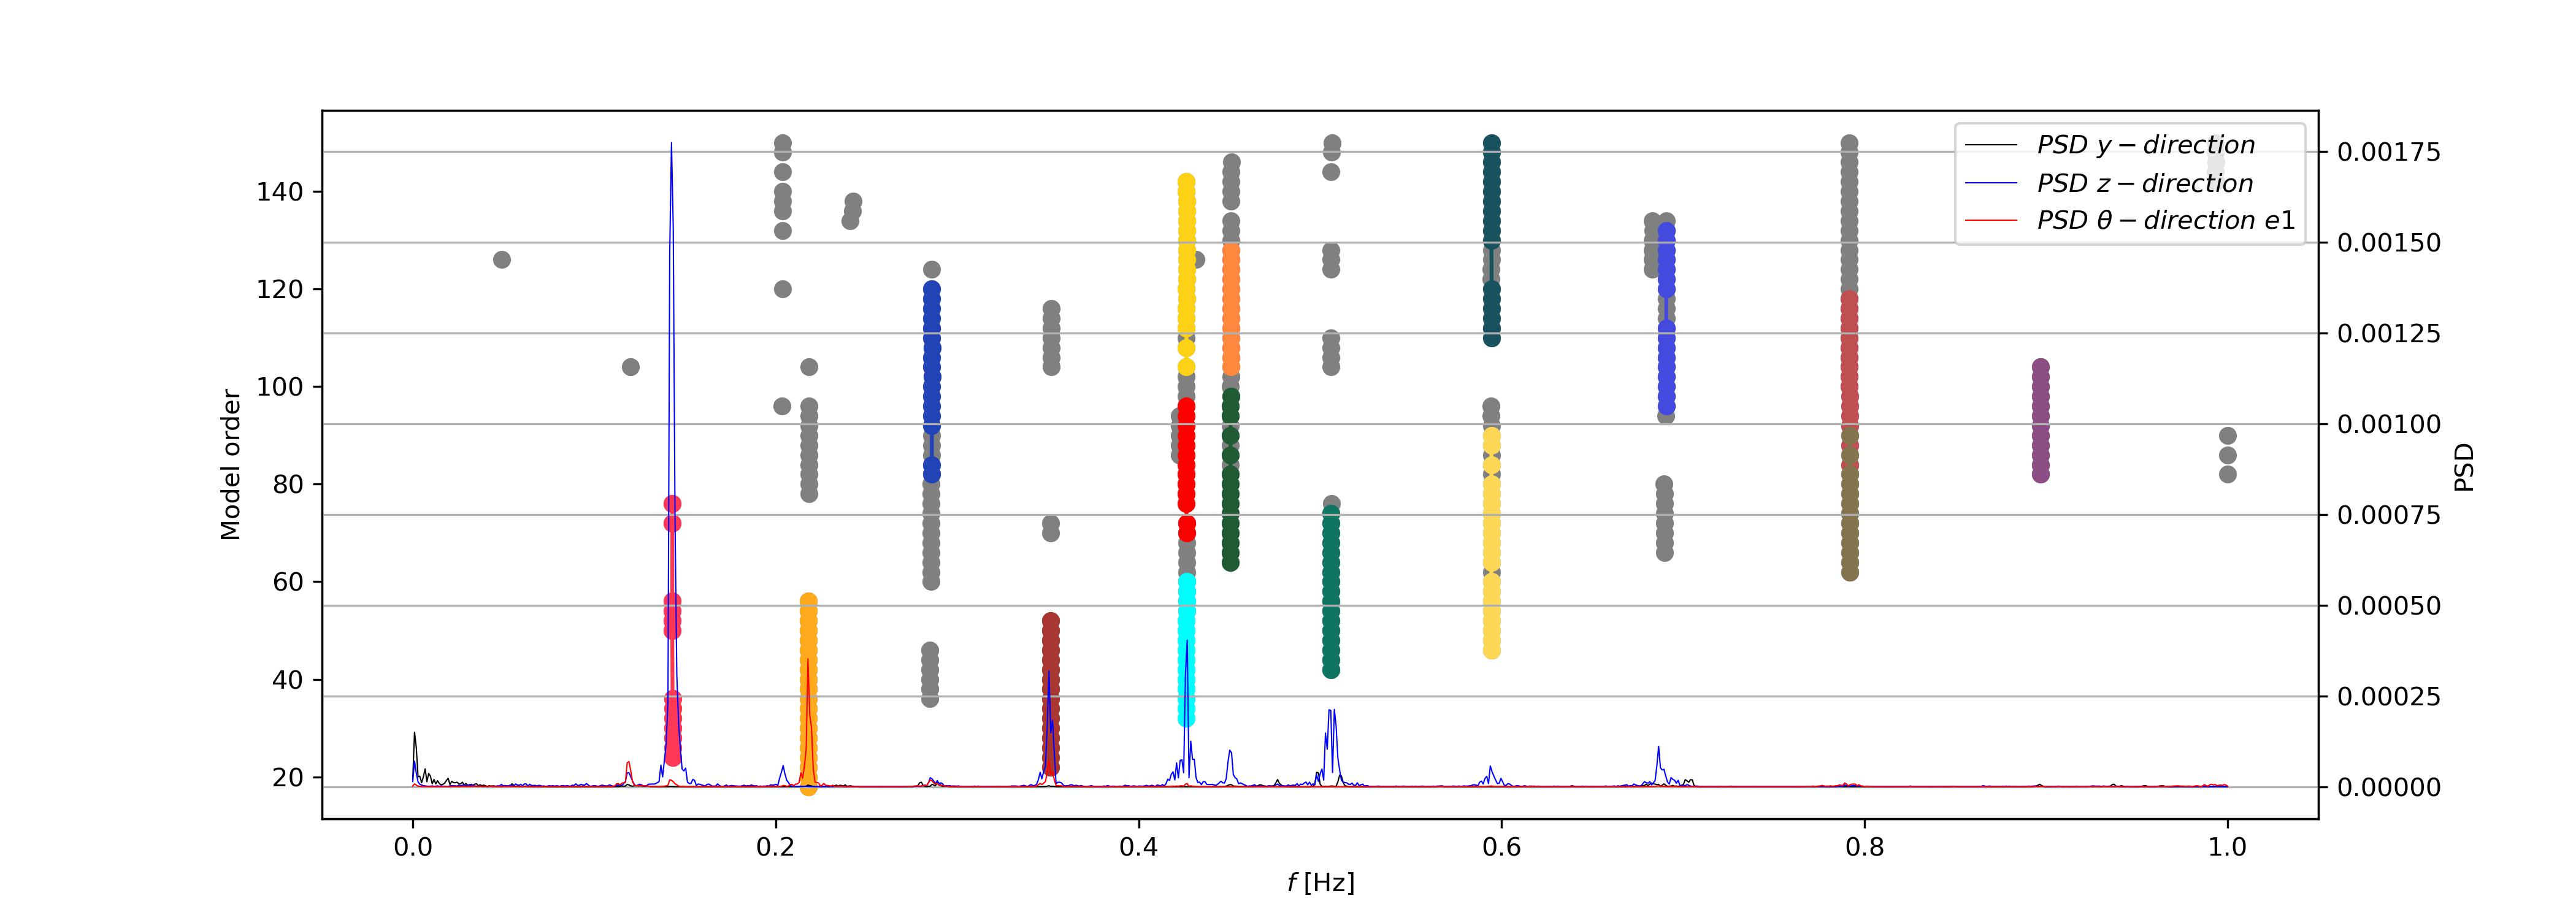 PSD y − direction
PSD z − direction
PSD θ − direction e1
Model order
140
120
100
80
60
40
20
0.00175
0.00150
0.00125
0.00100
0.00075
0.00050
0.00025
0.00000
PSD
0.0 0.2 0.4 0.6 0.8 1.0
f [Hz]